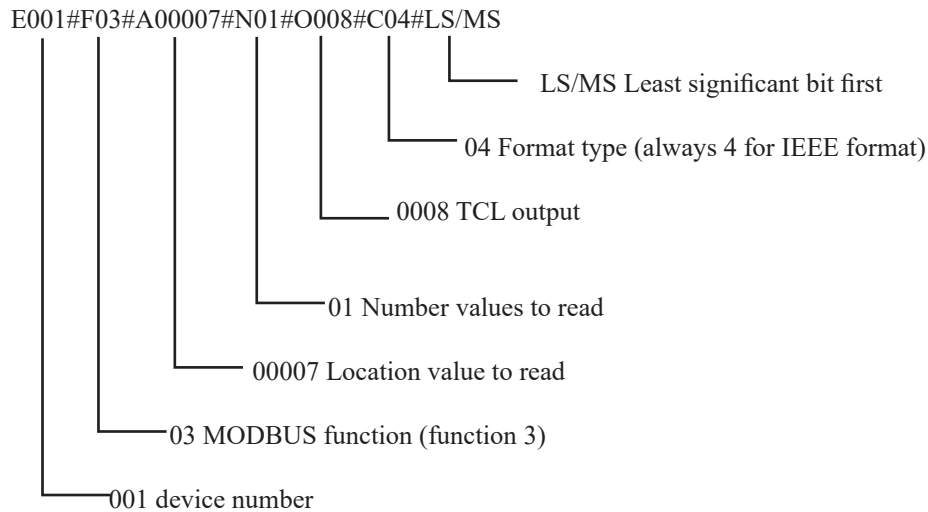 E001#F03#A00007#N01#O008#C04#LS/MS
LS/MS Least significant bit first
04 Format type (always 4 for IEEE format)
0008 TCL output
01 Number values to read
00007 Location value to read
03 MODBUS function (function 3)
001 device number